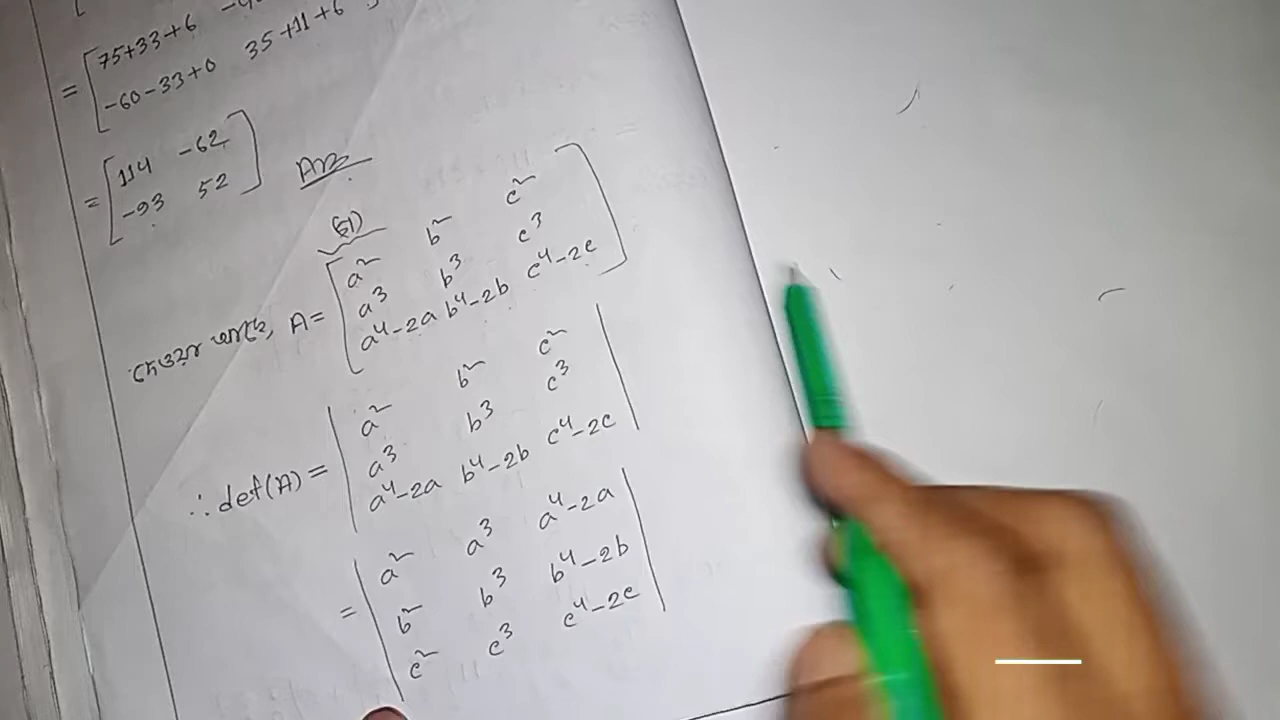 = [75+33+6
-60-33+0 35+11+6
= [114 -62
-93 52] Ans
দেওয়া আছে, A = [a² b² c²
a³ b³ c³
a⁴-2a b⁴-2b c⁴-2c]
∴ det(A) = |a² b² c²
a³ b³ c³
a⁴-2a b⁴-2b c⁴-2c|
= |a² a³ a⁴-2a
b² b³ b⁴-2b
c² c³ c⁴-2c|